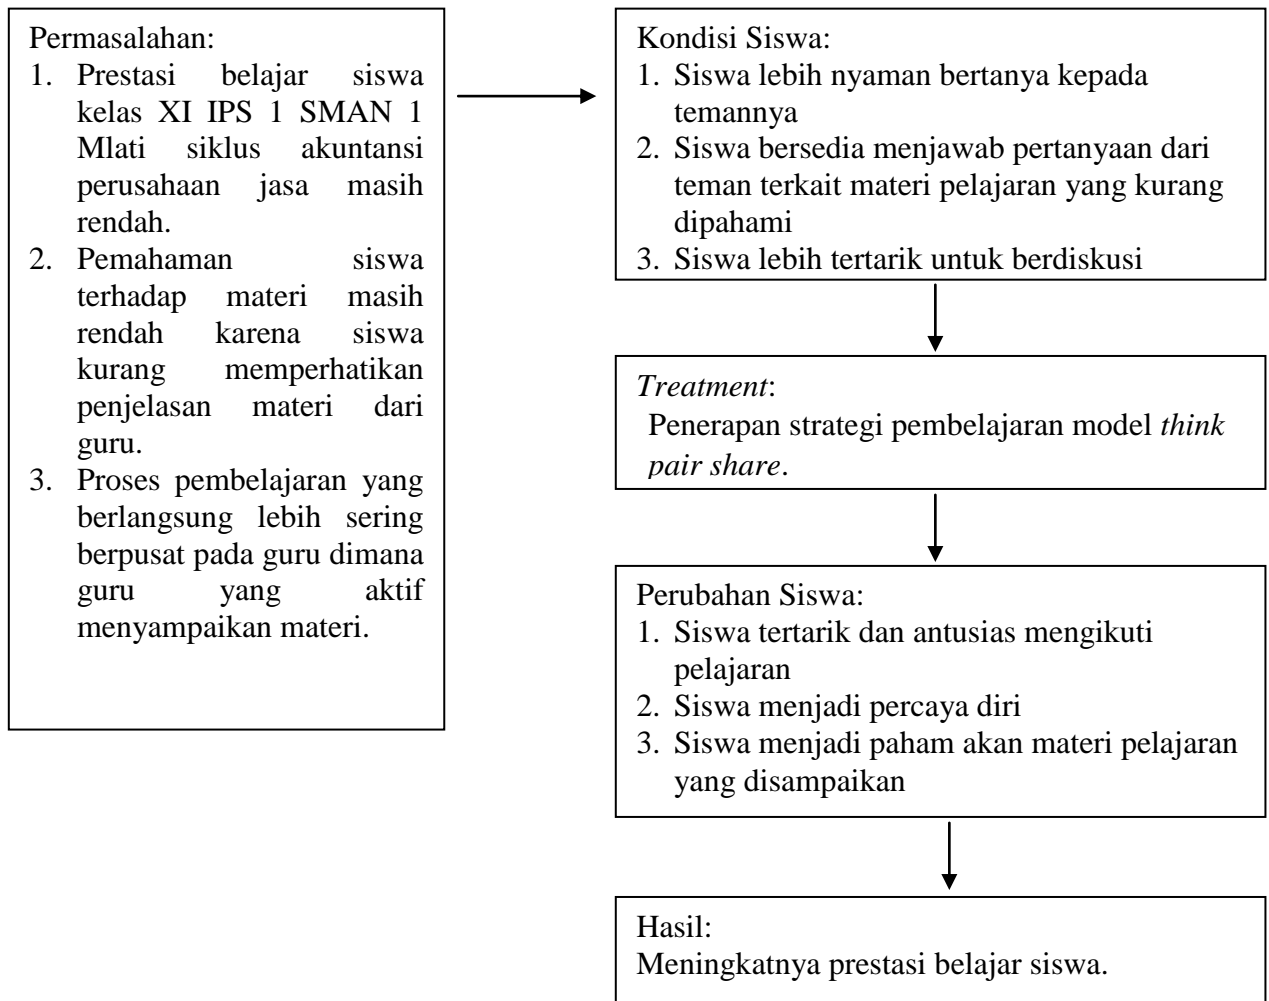 Permasalahan:
1. Prestasi belajar siswa
kelas XI IPS 1 SMAN 1
Mlati siklus akuntansi
perusahaan jasa masih
rendah.
2. Pemahaman siswa
terhadap materi masih
rendah karena siswa
kurang memperhatikan
penjelasan materi dari
guru.
3. Proses pembelajaran yang
berlangsung lebih sering
berpusat pada guru dimana
guru yang aktif
menyampaikan materi.
Kondisi Siswa:
1. Siswa lebih nyaman bertanya kepada
temannya
2. Siswa bersedia menjawab pertanyaan dari
teman terkait materi pelajaran yang kurang
dipahami
3. Siswa lebih tertarik untuk berdiskusi
Treatment:
Penerapan strategi pembelajaran model think
pair share.
Perubahan Siswa:
1. Siswa tertarik dan antusias mengikuti
pelajaran
2. Siswa menjadi percaya diri
3. Siswa menjadi paham akan materi pelajaran
yang disampaikan
Hasil:
Meningkatnya prestasi belajar siswa.